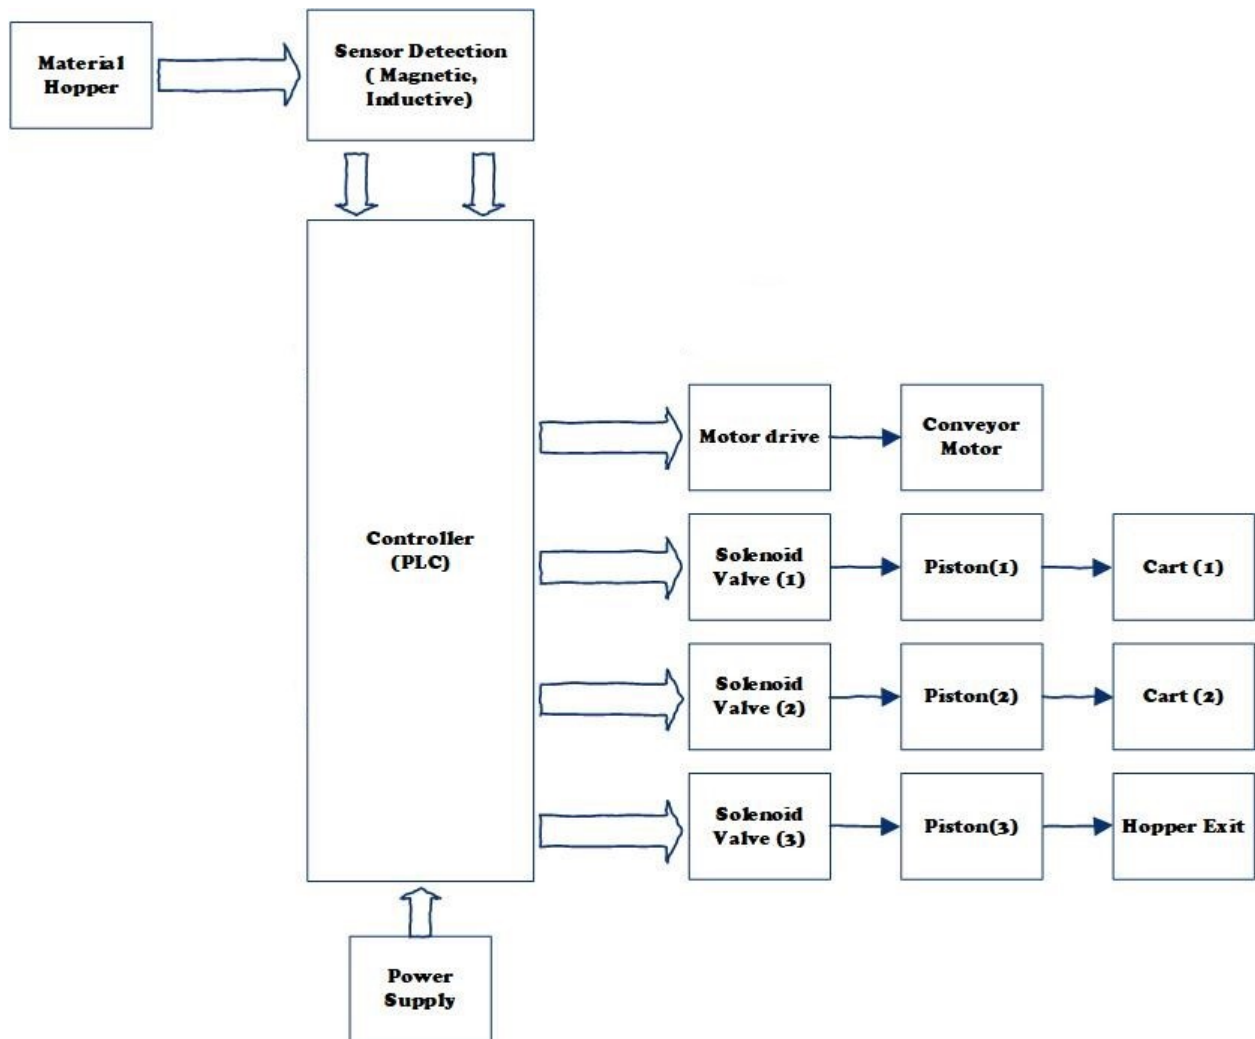 Material
Hopper
Sensor Detection
( Magnetic,
Inductive)
Motor drive
Conveyor
Motor
Controller
(PLC)
Solenoid
Valve (1)
Piston(1)
Cart (1)
Solenoid
Valve (2)
Piston(2)
Cart (2)
Solenoid
Valve (3)
Piston(3)
Hopper Exit
Power
Supply